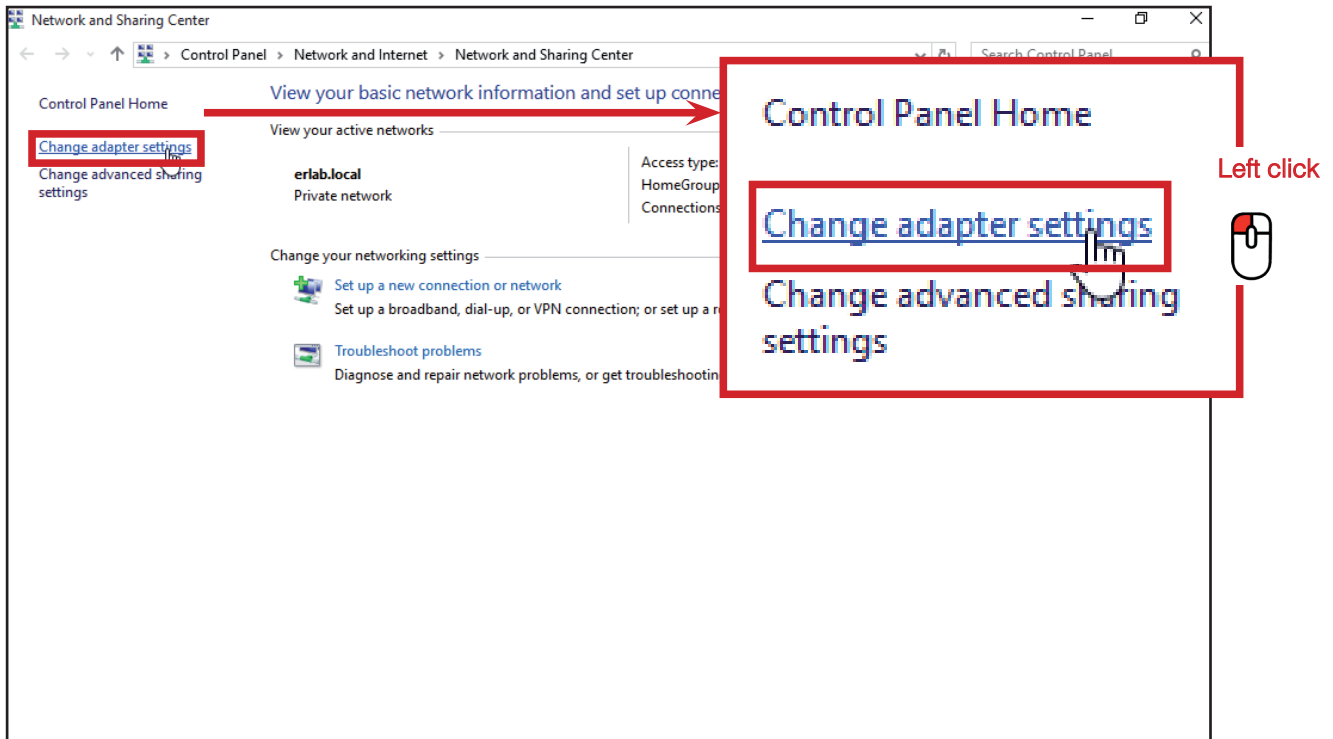 Network and Sharing Center
Control Panel > Network and Internet > Network and Sharing Center
Search Control Panel
Control Panel Home
Change adapter settings
Change advanced sharing
settings
View your basic network information and set up conne
View your active networks
erlab.local
Private network
Access type:
HomeGroup
Connections
Change your networking settings
Set up a new connection or network
Set up a broadband, dial-up, or VPN connection; or set up a r
Troubleshoot problems
Diagnose and repair network problems, or get troubleshootin
Control Panel Home
Change adapter settings
Change advanced sharing
settings
Left click